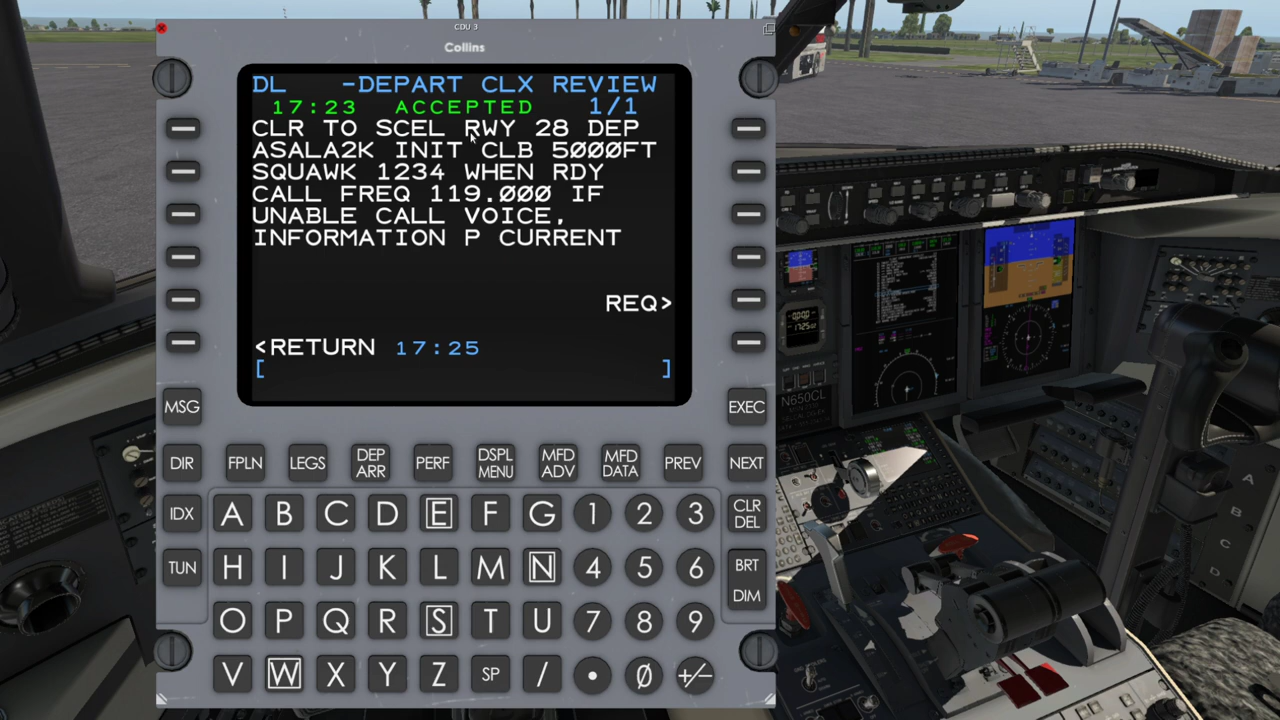 CDU 3
Collins
DL -DEPART CLX REVIEW
17:23 ACCEPTED 1/1
CLR TO SCEL RWY 28 DEP
ASALA2K INIT CLB 5000FT
SQUAWK 1234 WHEN RDY
CALL FREQ 119.000 IF
UNABLE CALL VOICE,
INFORMATION P CURRENT
REQ>
<RETURN 17:25
[ ]
MSG EXEC
DIR FPLN LEGS DEP ARR PERF DSPL MENU MFD ADV MFD DATA PREV NEXT
IDX A B C D E F G 1 2 3 CLR DEL
TUN H I J K L M N 4 5 6 BRT DIM
O P Q R S T U 7 8 9
V W X Y Z SP / . 0 +/-
N650CL
A
B
C
D